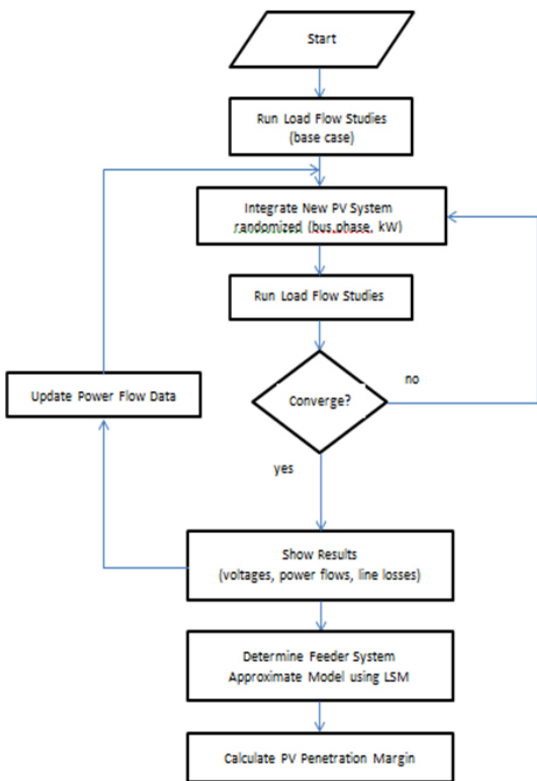 Start
Run Load Flow Studies
(base case)
Integrate New PV System
randomized (bus,phase, kW)
Run Load Flow Studies
Converge?
no
Update Power Flow Data
yes
Show Results
(voltages, power flows, line losses)
Determine Feeder System
Approximate Model using LSM
Calculate PV Penetration Margin